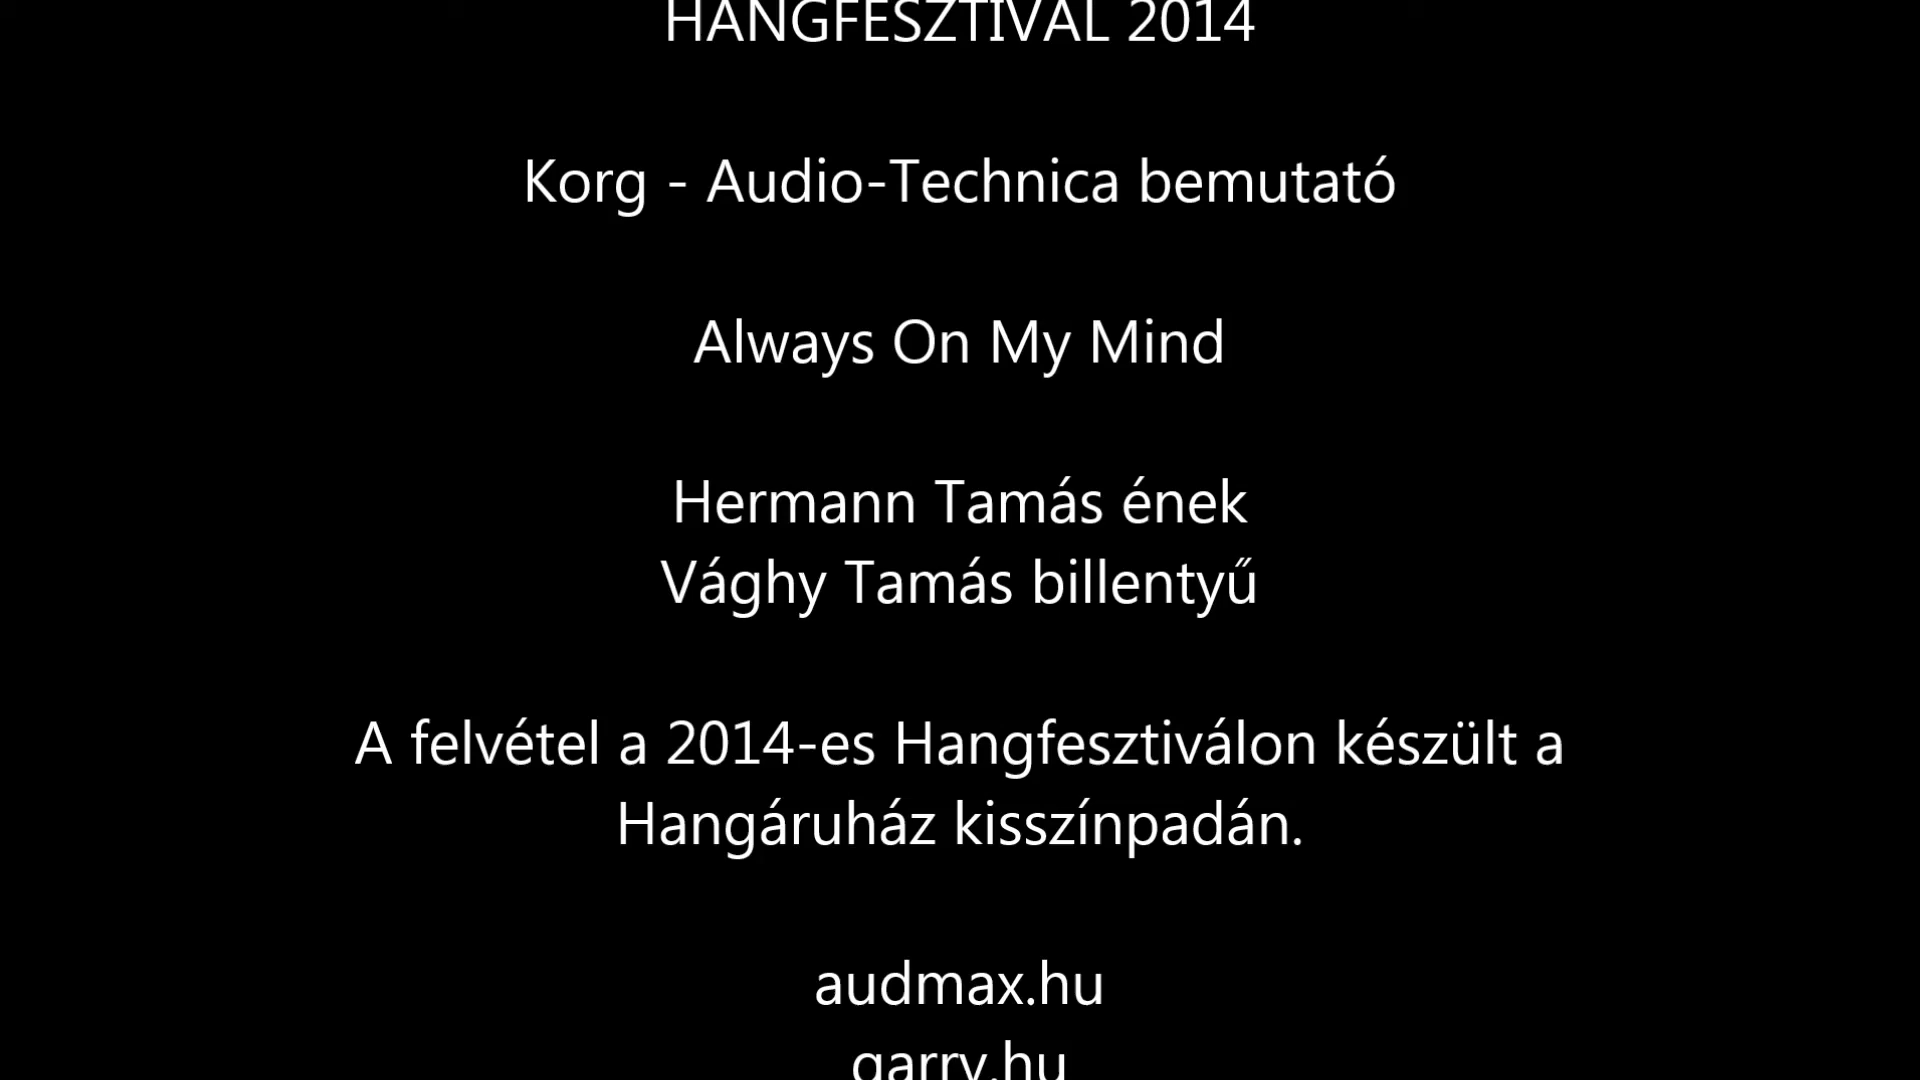 HANGFESZTIVÁL 2014
Korg - Audio-Technica bemutató
Always On My Mind
Hermann Tamás ének
Vághy Tamás billentyű
A felvétel a 2014-es Hangfesztiválon készült a
Hangáruház kisszínpadán.
audmax.hu
garry.hu